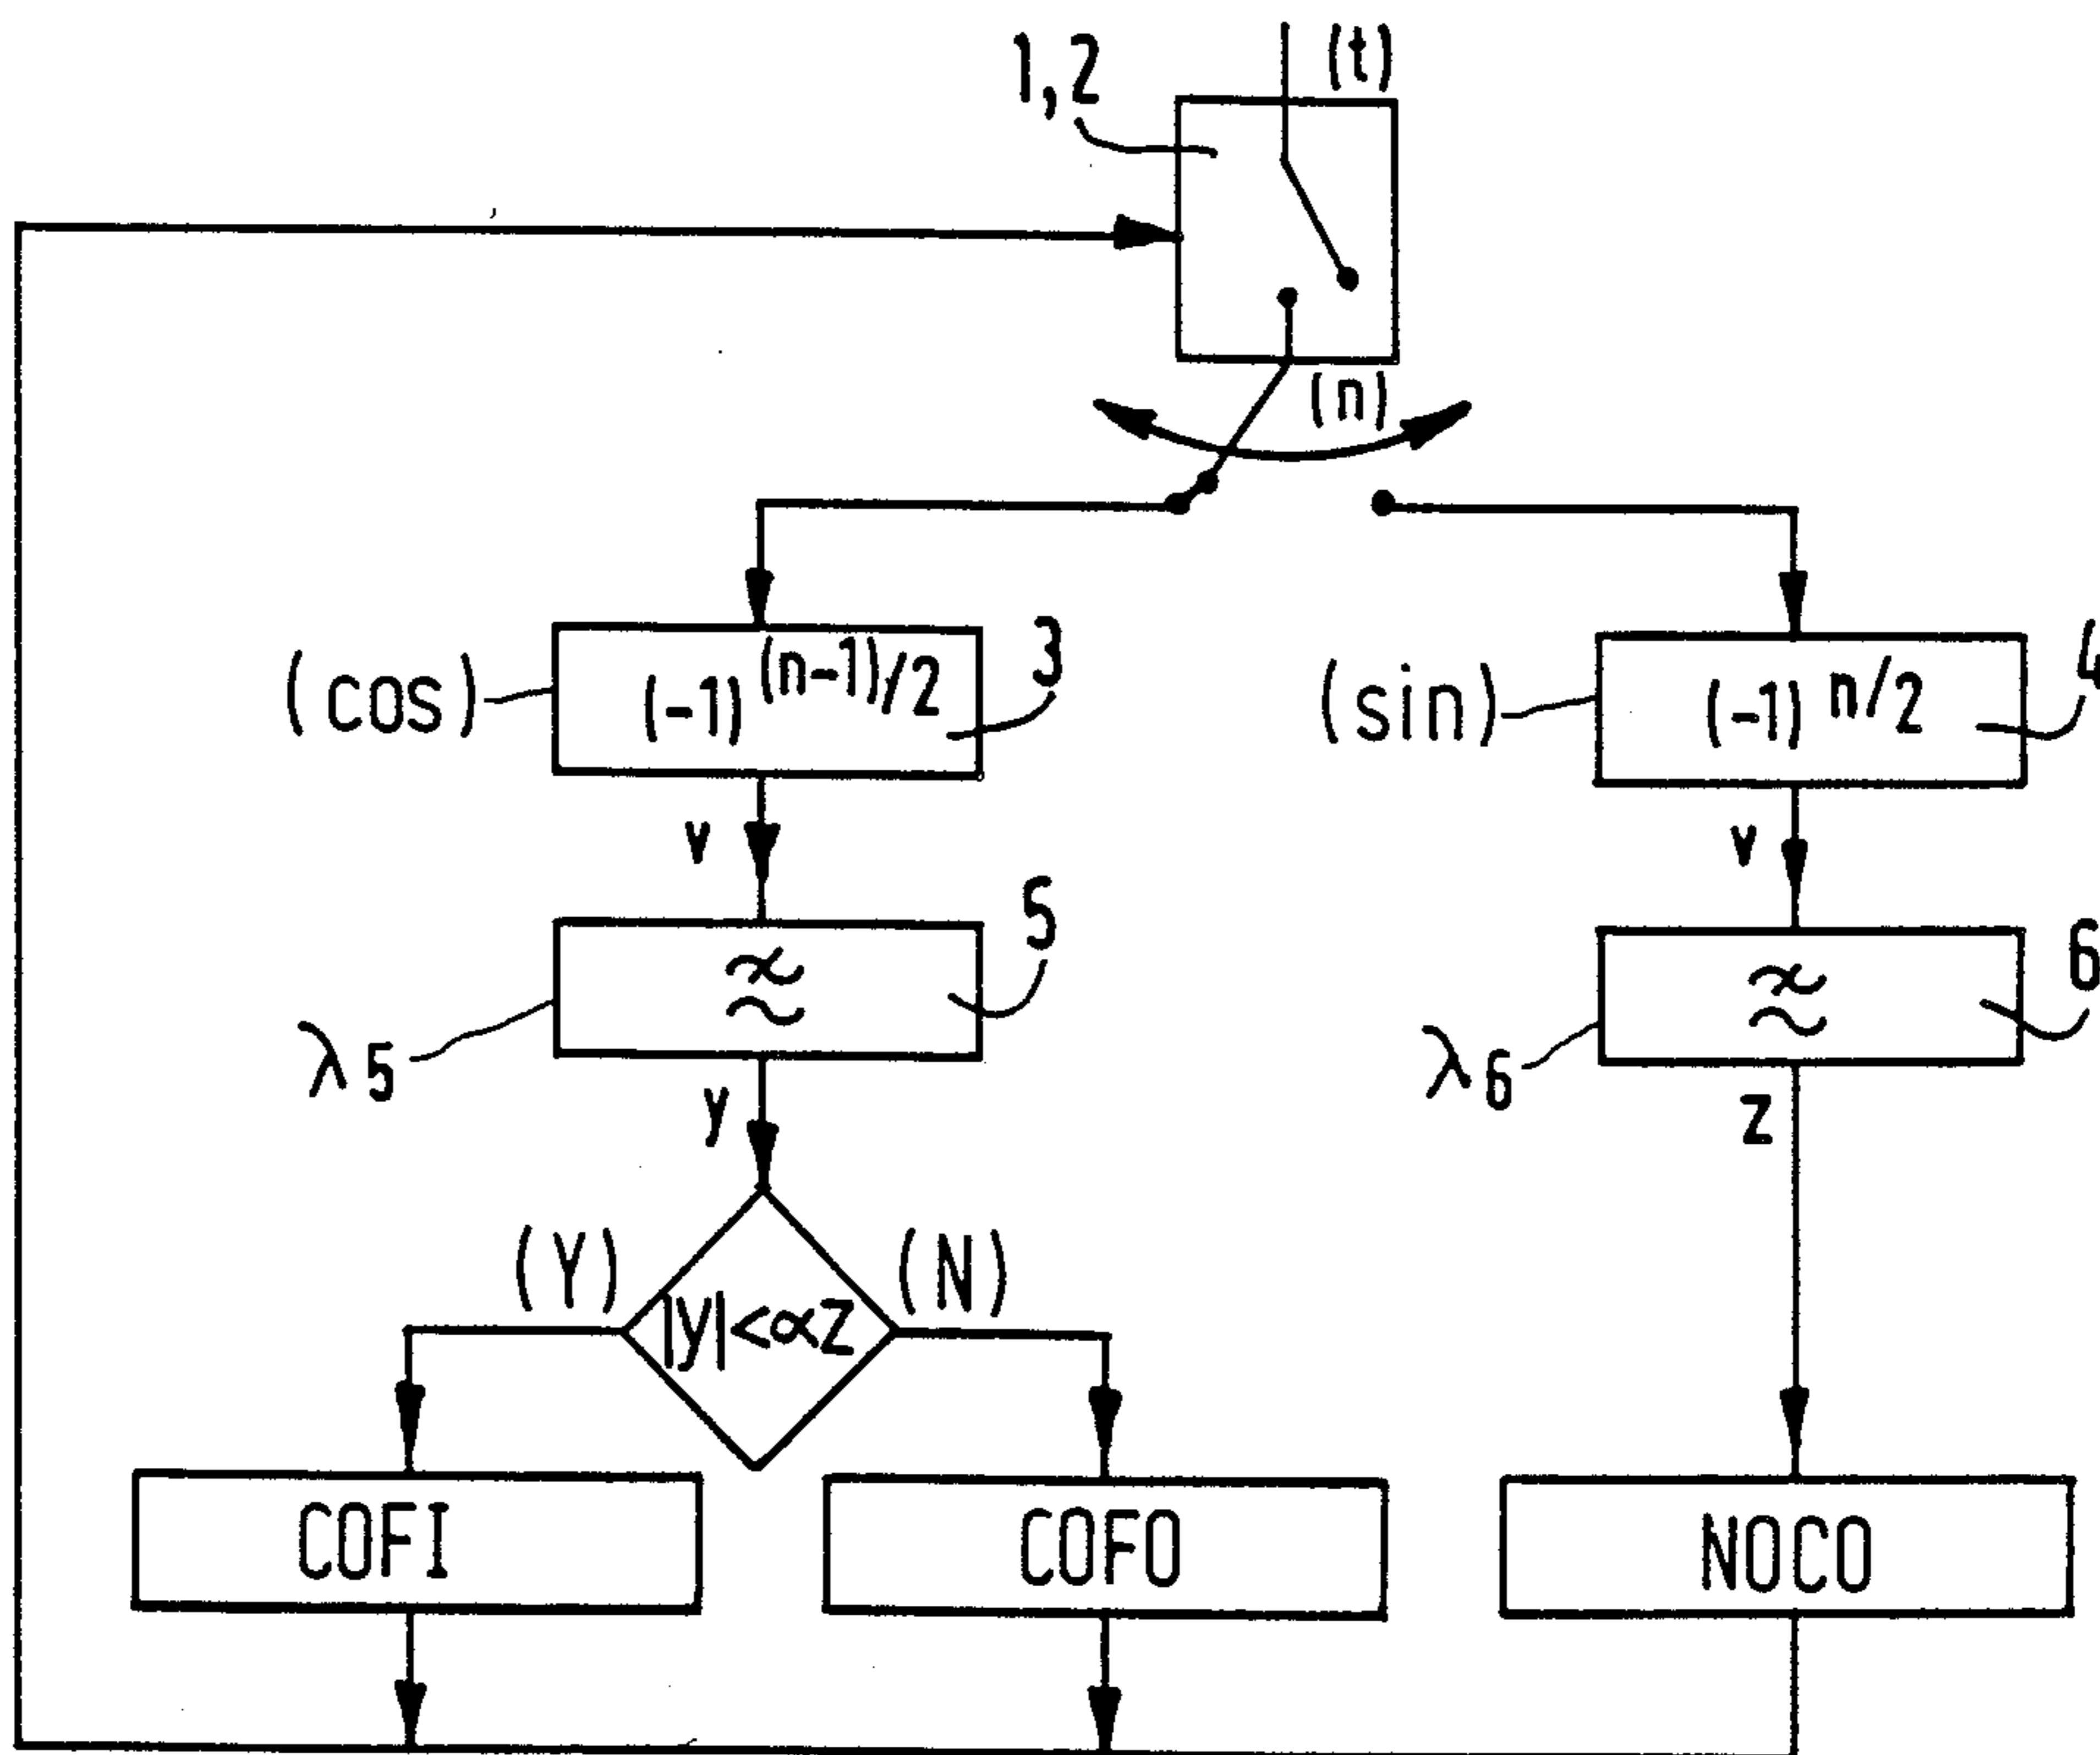 1,2
(t)
(n)
(cos)
(-1)^(n-1)/2
3
(sin)
(-1)^n/2
4
v
v
5
6
λ5
λ6
y
z
(Y)
|y|<αz
(N)
COFI
COFO
NOCO